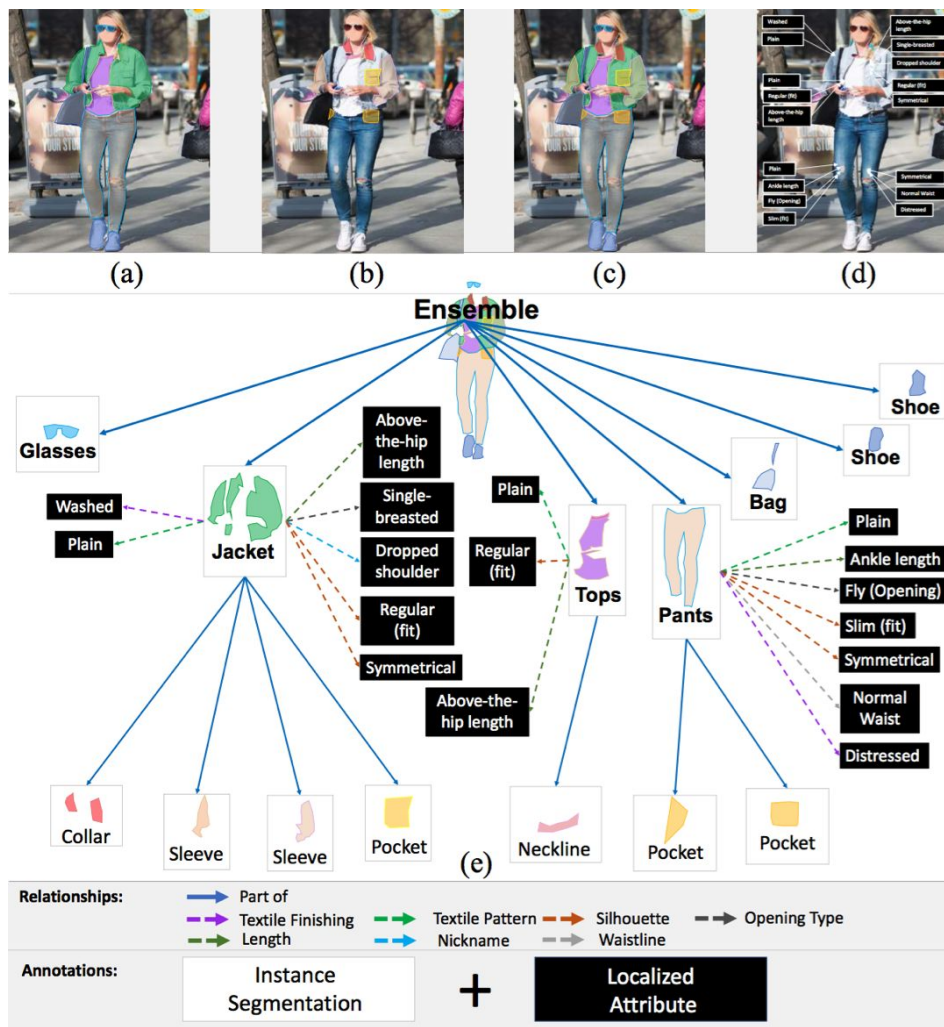 Washed
Plain
Above-the-hip
length
Single-breasted
Dropped shoulder
Plain
Regular (fit)
Above-the-hip
length
Regular (fit)
Symmetrical
Plain
Ankle length
Fly (Opening)
Slim (fit)
Symmetrical
Normal Waist
Distressed
YOUR STO
(a)
(b)
(c)
(d)
Ensemble
Glasses
Shoe
Shoe
Bag
Washed
Plain
Jacket
Above-
the-hip
length
Single-
breasted
Dropped
shoulder
Regular
(fit)
Symmetrical
Plain
Regular
(fit)
Above-the-
hip length
Tops
Pants
Plain
Ankle length
Fly (Opening)
Slim (fit)
Symmetrical
Normal
Waist
Distressed
Collar
Sleeve
Sleeve
Pocket
Neckline
Pocket
Pocket
(e)
Relationships:
Part of
Textile Finishing
Textile Pattern
Silhouette
Opening Type
Length
Nickname
Waistline
Annotations:
Instance
Segmentation
+
Localized
Attribute